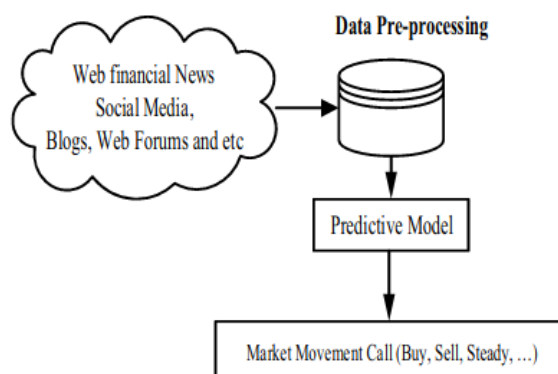 Data Pre-processing
Web financial News
Social Media,
Blogs, Web Forums and etc
Predictive Model
Market Movement Call (Buy, Sell, Steady, ...)